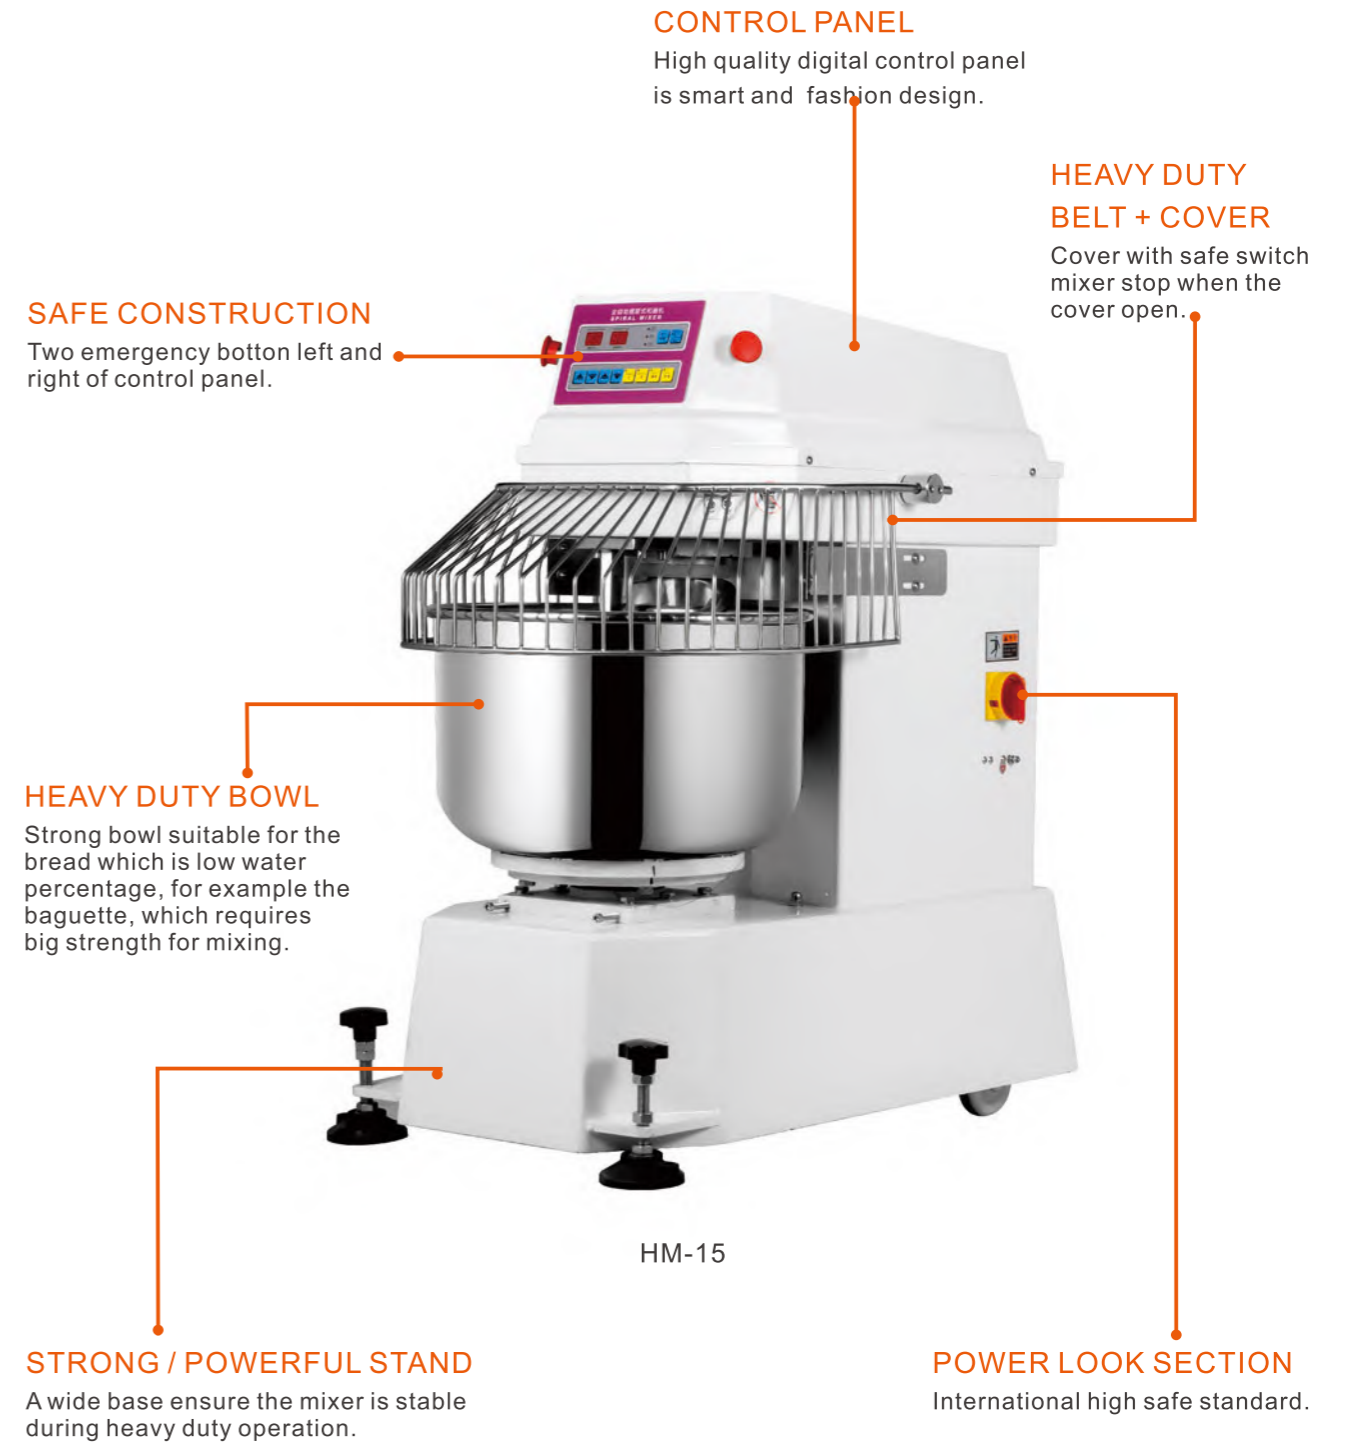 CONTROL PANEL
High quality digital control panel
is smart and fashion design.
HEAVY DUTY
BELT + COVER
Cover with safe switch
mixer stop when the
cover open.
SAFE CONSTRUCTION
Two emergency botton left and
right of control panel.
SPIRAL MIXER
HEAVY DUTY BOWL
Strong bowl suitable for the
bread which is low water
percentage, for example the
baguette, which requires
big strength for mixing.
HM-15
STRONG / POWERFUL STAND
A wide base ensure the mixer is stable
during heavy duty operation.
POWER LOOK SECTION
International high safe standard.